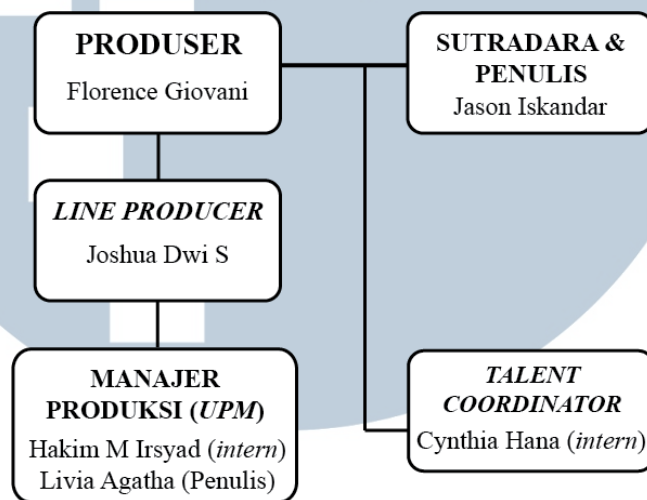 PRODUSER
Florence Giovani
SUTRADARA &
PENULIS
Jason Iskandar
LINE PRODUCER
Joshua Dwi S
MANAJER
PRODUKSI (UPM)
Hakim M Irsyad (intern)
Livia Agatha (Penulis)
TALENT
COORDINATOR
Cynthia Hana (intern)